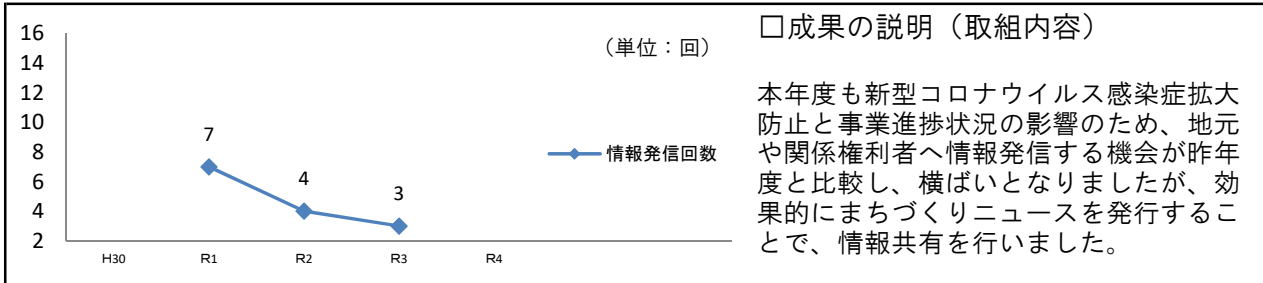 16
14
12
10
8
6
4
2
7
4
3
H30
R1
R2
R3
R4
（単位：回）
情報発信回数
□成果の説明（取組内容）
本年度も新型コロナウイルス感染症拡大
防止と事業進捗状況の影響のため、地元
や関係権利者へ情報発信する機会が昨年
度と比較し、横ばいとなりましたが、効
果的にまちづくりニュースを発行するこ
とで、情報共有を行いました。